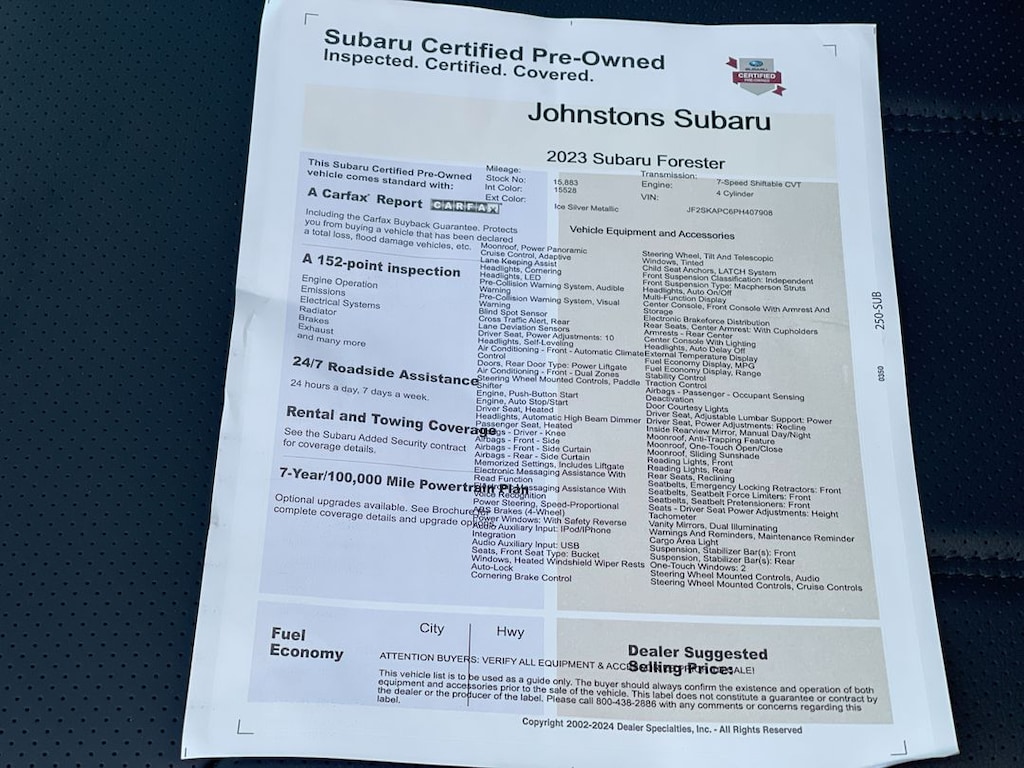 Subaru Certified Pre-Owned
Inspected. Certified. Covered.
SUBARU
CERTIFIED
PRE-OWNED
Johnstons Subaru
2023 Subaru Forester
This Subaru Certified Pre-Owned
vehicle comes standard with:
A Carfax® Report CARFAX
Including the Carfax Buyback Guarantee. Protects
you from buying a vehicle that has been declared
a total loss, flood damage vehicles, etc.
A 152-point inspection
Engine Operation
Emissions
Electrical Systems
Radiator
Brakes
Exhaust
and many more
24/7 Roadside Assistance
24 hours a day, 7 days a week.
Rental and Towing Coverage
See the Subaru Added Security contract
for coverage details.
7-Year/100,000 Mile Powertrain Plan
Optional upgrades available. See Brochure for
complete coverage details and upgrade options.
Mileage: 15,883
Stock No: 15528
Int Color:
Ext Color: Ice Silver Metallic
Transmission: 7-Speed Shiftable CVT
Engine: 4 Cylinder
VIN: JF2SKAPC6PH407908
Vehicle Equipment and Accessories
Moonroof, Power Panoramic
Cruise Control, Adaptive
Lane Keeping Assist
Headlights, Cornering
Headlights, LED
Pre-Collision Warning System, Audible
Warning
Pre-Collision Warning System, Visual
Warning
Blind Spot Sensor
Cross Traffic Alert, Rear
Lane Deviation Sensors
Driver Seat, Power Adjustments: 10
Headlights, Self-Leveling
Air Conditioning - Front - Automatic Climate
Control
Doors, Rear Door Type: Power Liftgate
Air Conditioning - Front - Dual Zones
Steering Wheel Mounted Controls, Paddle
Shifter
Engine, Push-Button Start
Engine, Auto Stop/Start
Driver Seat, Heated
Headlights, Automatic High Beam Dimmer
Passenger Seat, Heated
Airbags - Driver - Knee
Airbags - Front - Side
Airbags - Front - Side Curtain
Airbags - Rear - Side Curtain
Memorized Settings, Includes Liftgate
Electronic Messaging Assistance With
Read Function
Electronic Messaging Assistance With
Voice Recognition
Power Steering, Speed-Proportional
ABS Brakes (4-Wheel)
Power Windows: With Safety Reverse
Audio Auxiliary Input: IPod/IPhone
Integration
Audio Auxiliary Input: USB
Seats, Front Seat Type: Bucket
Windows, Heated Windshield Wiper Rests
Auto-Lock
Cornering Brake Control
Steering Wheel, Tilt And Telescopic
Windows, Tinted
Child Seat Anchors, LATCH System
Front Suspension Classification: Independent
Front Suspension Type: Macpherson Struts
Headlights, Auto On/Off
Multi-Function Display
Center Console, Front Console With Armrest And
Storage
Electronic Brakeforce Distribution
Rear Seats, Center Armrest: With Cupholders
Armrests - Rear Center
Center Console With Lighting
Headlights, Auto Delay Off
External Temperature Display
Fuel Economy Display, MPG
Fuel Economy Display, Range
Stability Control
Traction Control
Airbags - Passenger - Occupant Sensing
Deactivation
Door Courtesy Lights
Driver Seat, Adjustable Lumbar Support: Power
Driver Seat, Power Adjustments: Recline
Inside Rearview Mirror, Manual Day/Night
Moonroof, Anti-Trapping Feature
Moonroof, One-Touch Open/Close
Moonroof, Sliding Sunshade
Reading Lights, Front
Reading Lights, Rear
Rear Seats, Reclining
Seatbelts, Emergency Locking Retractors: Front
Seatbelts, Seatbelt Force Limiters: Front
Seatbelts, Seatbelt Pretensioners: Front
Seats - Driver Seat Power Adjustments: Height
Tachometer
Vanity Mirrors, Dual Illuminating
Warnings And Reminders, Maintenance Reminder
Cargo Area Light
Suspension, Stabilizer Bar(s): Front
Suspension, Stabilizer Bar(s): Rear
One-Touch Windows: 2
Steering Wheel Mounted Controls, Audio
Steering Wheel Mounted Controls, Cruise Controls
250-SUB
0350
Fuel
Economy
City
Hwy
Dealer Suggested
Selling Price:
ATTENTION BUYERS: VERIFY ALL EQUIPMENT & SALE!
This vehicle list is to be used as a guide only. The buyer should always confirm the existence and operation of both
equipment and accessories prior to the sale of the vehicle. This label does not constitute a guarantee or contract by
the dealer or the producer of the label. Please call 800-438-2886 with any comments or concerns regarding this
label.
Copyright 2002-2024 Dealer Specialties, Inc. - All Rights Reserved